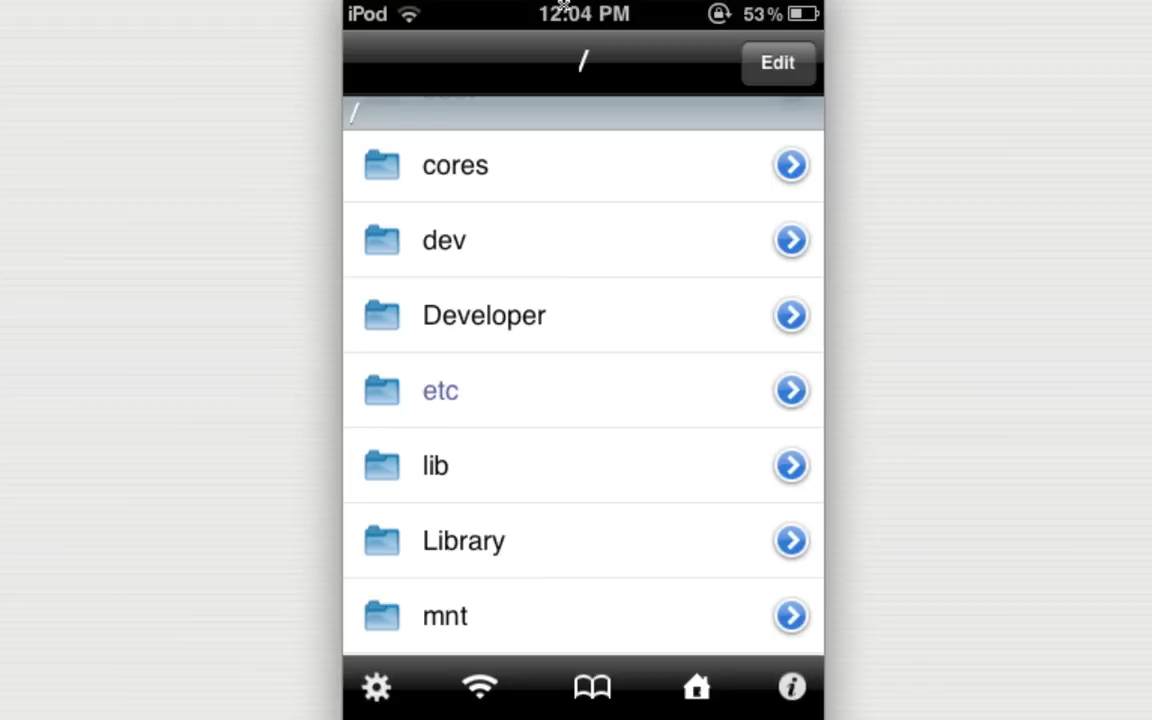 iPod 12:04 PM 53%
/
Edit
/
cores
dev
Developer
etc
lib
Library
mnt